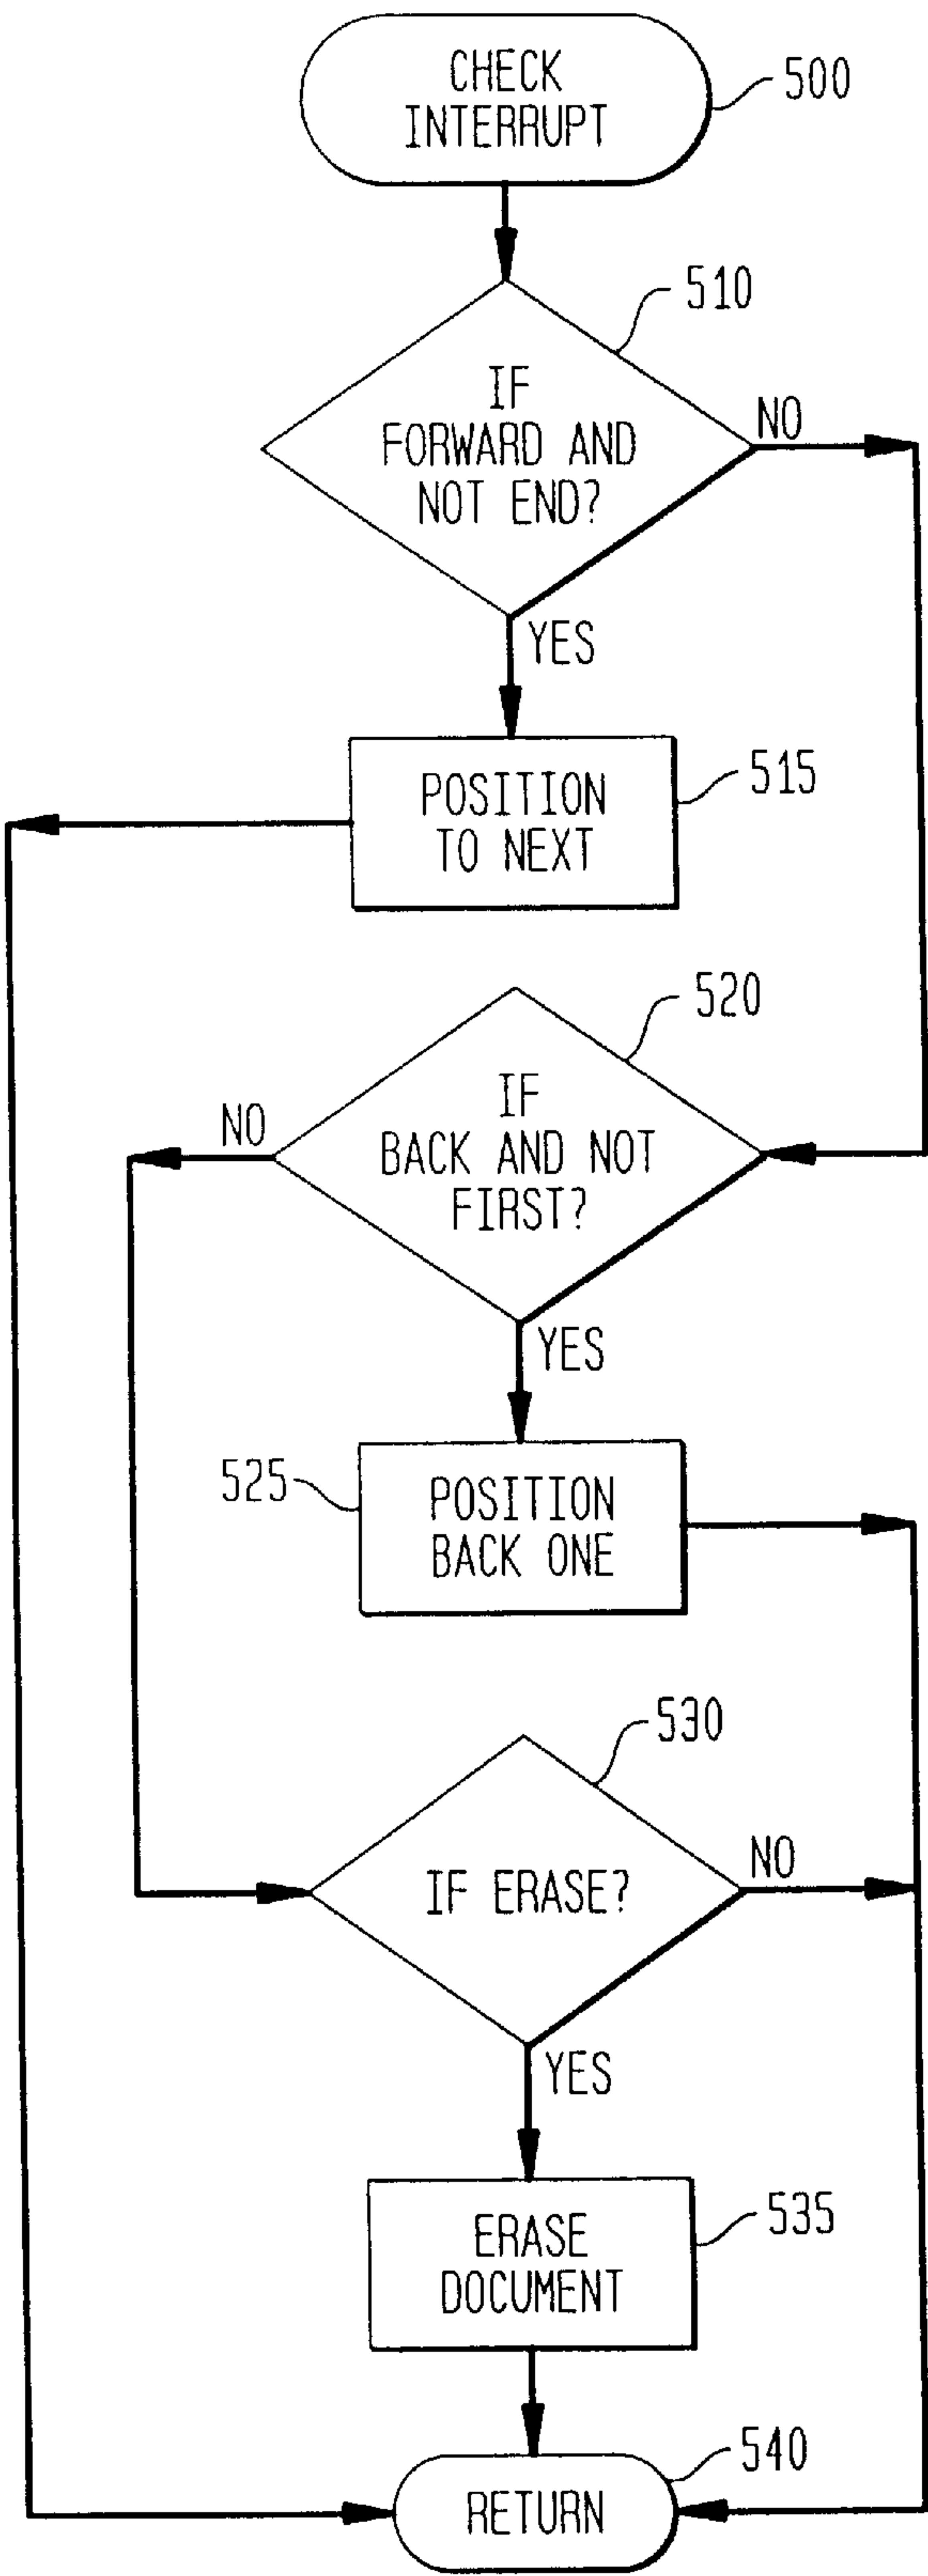 CHECK
INTERRUPT
500
510
IF
FORWARD AND
NOT END?
NO
YES
POSITION
TO NEXT
515
520
IF
BACK AND NOT
FIRST?
NO
YES
525
POSITION
BACK ONE
530
IF ERASE?
NO
YES
ERASE
DOCUMENT
535
540
RETURN